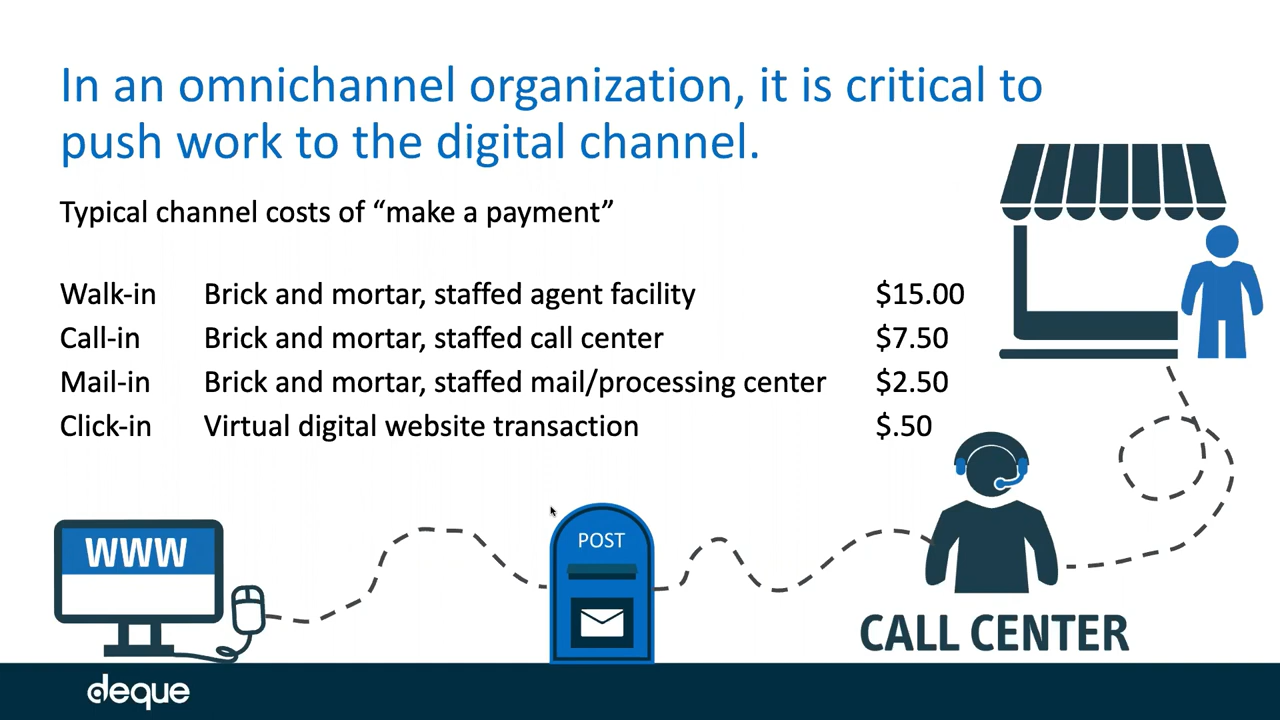 In an omnichannel organization, it is critical to
push work to the digital channel.
Typical channel costs of “make a payment”
Walk-in Brick and mortar, staffed agent facility $15.00
Call-in Brick and mortar, staffed call center $7.50
Mail-in Brick and mortar, staffed mail/processing center $2.50
Click-in Virtual digital website transaction $.50
WWW
POST
CALL CENTER
deque